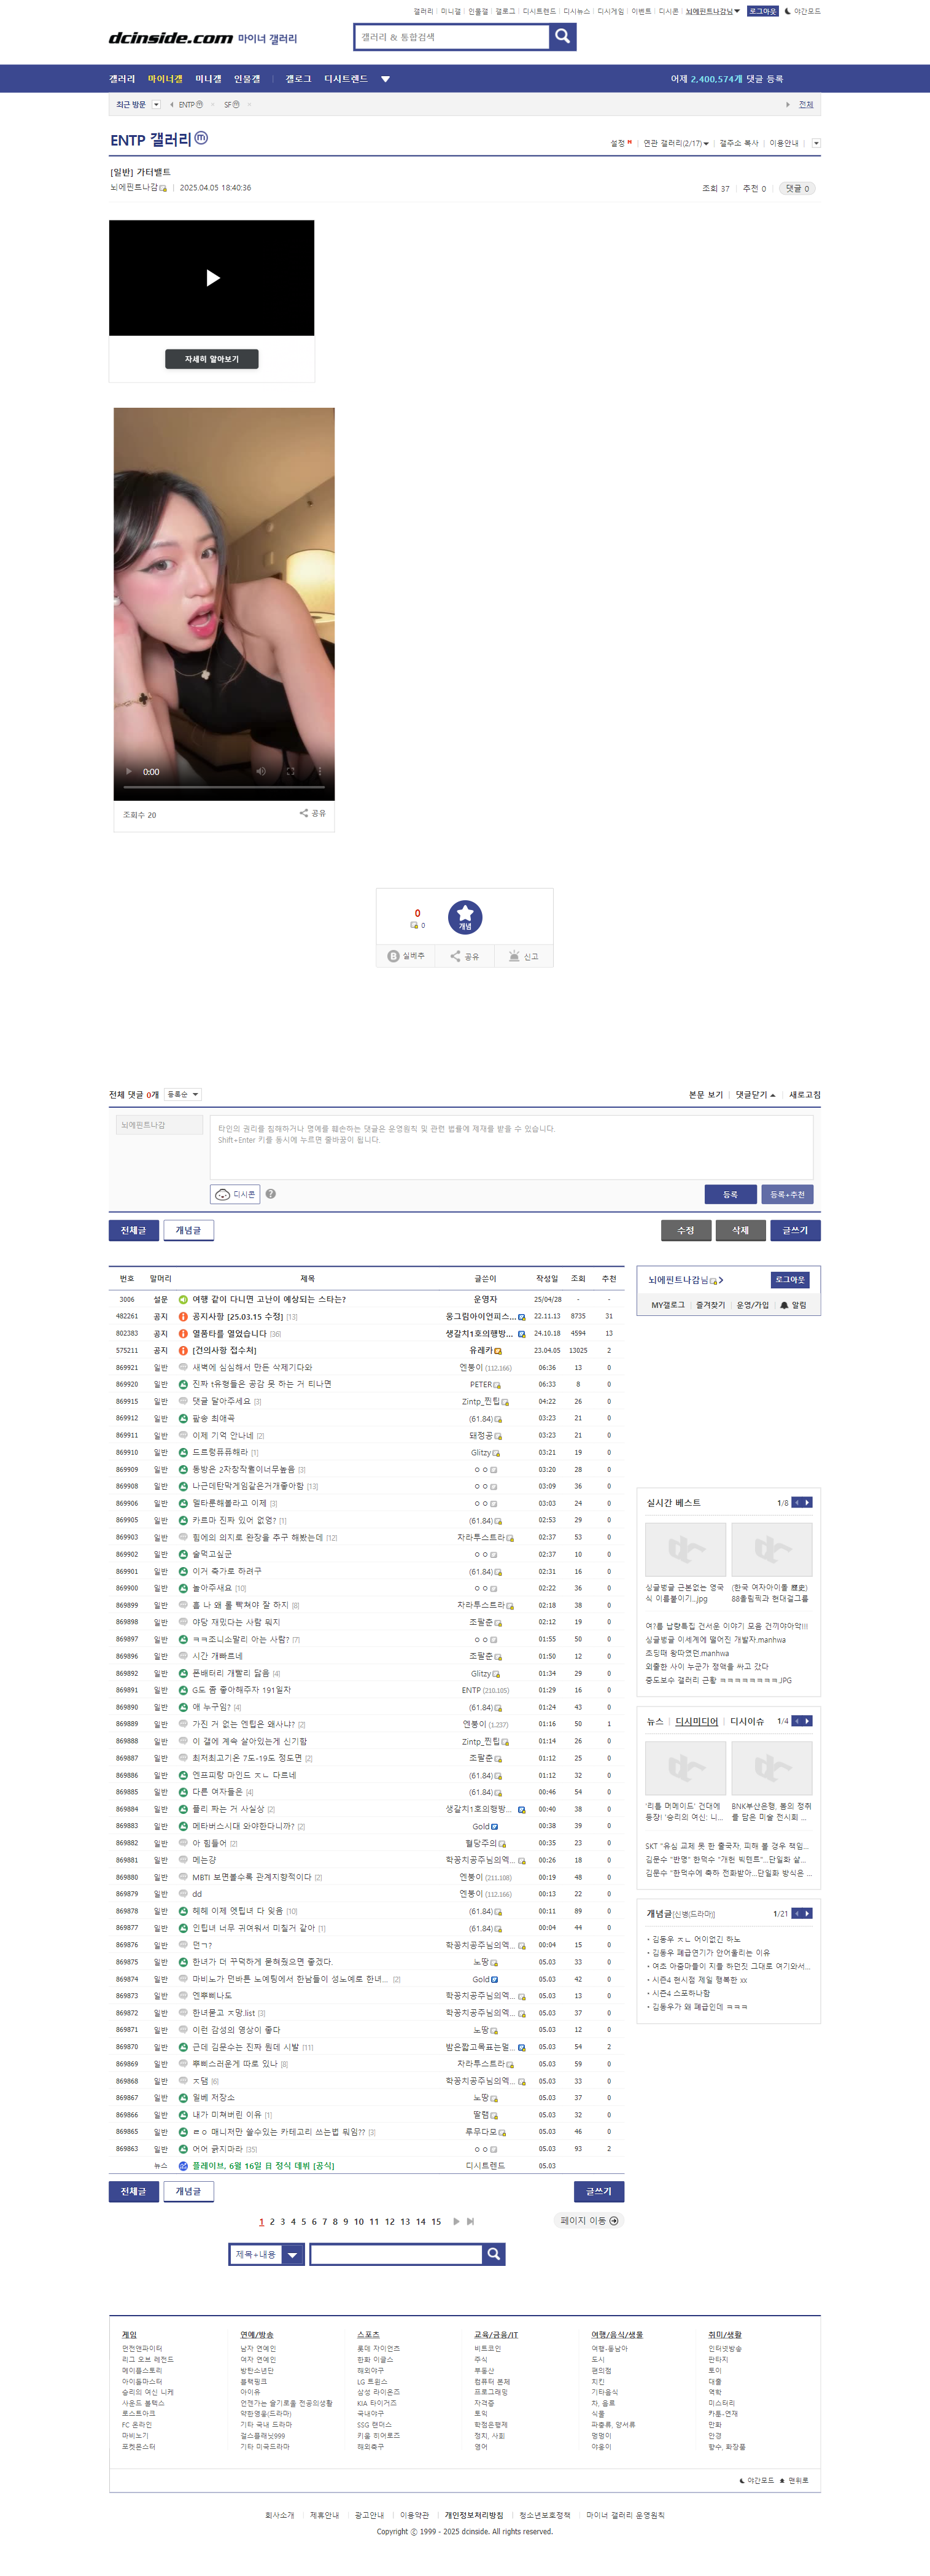 갤러리 미니갤 인물갤 갤로그 디시트렌드 디시뉴스 디시게임 이벤트 디시콘 뇌에핀트나감님 로그아웃 야간모드
dcinside.com 마이너 갤러리
갤러리 & 통합검색
갤러리 마이너갤 미니갤 인물갤 갤로그 디시트렌드
어제 2,400,574개 댓글 등록
최근 방문 ENTP SF 전체
ENTP 갤러리
설정 연관 갤러리(2/17) 갤주소 복사 이용안내
[일반] 가터밸트
뇌에핀트나감 2025.04.05 18:40:36
조회 37 추천 0 댓글 0
자세히 알아보기
0:00
조회수 20 공유
0
0
개념
실베추 공유 신고
전체 댓글 0개 등록순
본문 보기 댓글닫기 새로고침
뇌에핀트나감
타인의 권리를 침해하거나 명예를 훼손하는 댓글은 운영원칙 및 관련 법률에 제재를 받을 수 있습니다.
Shift+Enter 키를 동시에 누르면 줄바꿈이 됩니다.
디시콘 등록 등록+추천
전체글 개념글 수정 삭제 글쓰기
번호 말머리 제목 글쓴이 작성일 조회 추천
3006 설문 여행 같이 다니면 고난이 예상되는 스타는? 운영자 25/04/28 - -
482261 공지 공지사항 [25.03.15 수정] [13] 웅그림아이언피스... 22.11.13 8735 31
802383 공지 열품타를 열었습니다 [36] 생갈치1호의행방... 24.10.18 4594 13
575211 공지 [건의사항 접수처] 유레카 23.04.05 13025 2
869921 일반 새벽에 심심해서 만든 삭제기다와 엔붕이 (112.166) 06:36 13 0
869920 일반 진짜 t유형들은 공감 못 하는 거 티나면 PETER 06:33 8 0
869915 일반 댓글 달아주세요 [3] Zintp_찐팁 04:22 26 0
869912 일반 팝송 최애곡 (61.84) 03:23 21 0
869911 일반 이제 기억 안나네 [2] 돼정공 03:23 21 0
869910 일반 드르렁퓨퓨해라 [1] Glitzy 03:21 19 0
869909 일반 동방은 2차창작퀄이너무높음 [3] ㅇㅇ 03:20 28 0
869908 일반 나근데탄막게임같은거개좋아함 [13] ㅇㅇ 03:09 36 0
869906 일반 델타룬해볼라고 이제 [3] ㅇㅇ 03:03 24 0
869905 일반 카르마 진짜 있어 없엉? [1] (61.84) 02:53 29 0
869903 일반 힘에의 의지로 완장을 추구 해봤는데 [12] 자라투스트라 02:37 53 0
869902 일반 술먹고싶군 ㅇㅇ 02:37 10 0
869901 일반 이거 축가로 하려구 (61.84) 02:31 16 0
869900 일반 놀아주새요 [10] ㅇㅇ 02:22 36 0
869899 일반 흠 나 왜 롤 빡쳐야 잘 하지 [8] 자라투스트라 02:18 38 0
869898 일반 야당 재밌다는 사람 뭐지 조팔춘 02:12 19 0
869897 일반 ㅋㅋ조니소말리 아는 사람? [7] ㅇㅇ 01:55 50 0
869896 일반 시간 개빠르네 조팔춘 01:50 12 0
869892 일반 폰배터리 개빨리 닳음 [4] Glitzy 01:34 29 0
869891 일반 G도 좀 좋아해주자 191일차 ENTP (210.105) 01:29 16 0
869890 일반 얘 누구임? [4] (61.84) 01:24 43 0
869889 일반 가진 거 없는 엔팁은 왜사냐? [2] 엔붕이 (1.237) 01:16 50 1
869888 일반 이 갤에 계속 살아있는게 신기함 Zintp_찐팁 01:14 26 0
869887 일반 최저최고기온 7도-19도 정도면 [2] 조팔춘 01:12 25 0
869886 일반 엔프피랑 마인드 ㅈㄴ 다르네 (61.84) 01:12 32 0
869885 일반 다른 여자들은 [4] (61.84) 00:46 54 0
869884 일반 플리 짜는 거 사실상 [2] 생갈치1호의행방... 00:40 38 0
869883 일반 메타버스시대 와야한다니까? [2] Gold 00:38 39 0
869882 일반 아 힘들어 [2] 혈당주의 00:35 23 0
869881 일반 메는걍 학꽁치공주님의역... 00:26 18 0
869880 일반 MBTI 보면볼수록 관계지향적이다 [2] 엔붕이 (211.108) 00:19 48 0
869879 일반 dd 엔붕이 (112.166) 00:13 22 0
869878 일반 헤헤 이제 엣팁녀 다 잊음 [10] (61.84) 00:11 89 0
869877 일반 인팁녀 너무 귀여워서 미칠거 같아 [1] (61.84) 00:04 44 0
869876 일반 먼ㄱ? 학꽁치공주님의역... 00:04 15 0
869875 일반 한녀가 더 꾸덕하게 묻혀줬으면 좋겠다. 노땅 05.03 33 0
869874 일반 마비노가 먼바튼 노예팅에서 한남들이 성노예로 한녀... [2] Gold 05.03 42 0
869873 일반 엔뿌삐나도 학꽁치공주님의역... 05.03 13 0
869872 일반 한녀묻고 ㅈ망.list [3] 학꽁치공주님의역... 05.03 37 0
869871 일반 이런 감성의 영상이 좋다 노땅 05.03 12 0
869870 일반 근데 김문수는 진짜 뭔데 시발 [11] 밤은짧고목표는멀... 05.03 54 2
869869 일반 뿌삐스러운게 따로 있나 [8] 자라투스트라 05.03 59 0
869868 일반 ㅈ댐 [6] 학꽁치공주님의역... 05.03 33 0
869867 일반 일베 저장소 노땅 05.03 37 0
869866 일반 내가 미쳐버린 이유 [1] 딸램 05.03 32 0
869865 일반 ㄹㅇ 매니저만 쓸수있는 카테고리 쓰는법 뭐임?? [3] 루푸다모 05.03 46 0
869863 일반 어어 긁지마라 [35] ㅇㅇ 05.03 93 2
뉴스 플레이브, 6월 16일 日 정식 데뷔 [공식] 디시트렌드 05.03
전체글 개념글 글쓰기
1 2 3 4 5 6 7 8 9 10 11 12 13 14 15 페이지 이동
제목+내용
뇌에핀트나감님 로그아웃
MY갤로그 즐겨찾기 운영/가입 알림
실시간 베스트 1/8
싱글벙글 근본없는 영국식 이름붙이기..jpg
(한국 여자아이돌 歷史) 88올림픽과 현대걸그룹
여?름 납량특집 건서운 이야기 모음 건끼야아악!!!
싱글벙글 이세계에 떨어진 개발자.manhwa
초딩때 왕따였던.manhwa
외출한 사이 누군가 정액을 싸고 갔다
중도보수 갤러리 근황 ㅋㅋㅋㅋㅋㅋㅋㅋ.JPG
뉴스 디시미디어 디시이슈 1/4
'리틀 머메이드' 건대에 등장! '승리의 여신: 니...
BNK부산은행, 봄의 정취를 담은 미술 전시회 ...
SKT "유심 교체 못 한 출국자, 피해 볼 경우 책임...
김문수 "반명" 한덕수 "개헌 빅텐트"...단일화 살...
김문수 "한덕수에 축하 전화받아...단일화 방식은 ...
개념글[신병(드라마)] 1/21
김동우 ㅈㄴ 어이없긴 하노
김동우 폐급연기가 안어울리는 이유
여초 아줌마들이 지들 하던짓 그대로 여기와서...
시즌4 현시점 제일 행복한 xx
시즌4 스포하나함
김동우가 왜 폐급인데 ㅋㅋㅋ
게임
던전앤파이터
리그 오브 레전드
메이플스토리
아이돌마스터
승리의 여신 니케
사운드 볼텍스
로스트아크
FC 온라인
마비노기
포켓몬스터
연예/방송
남자 연예인
여자 연예인
방탄소년단
블랙핑크
아이유
언젠가는 슬기로울 전공의생활
약한영웅(드라마)
기타 국내 드라마
걸스플래닛999
기타 미국드라마
스포츠
롯데 자이언츠
한화 이글스
해외야구
LG 트윈스
삼성 라이온즈
KIA 타이거즈
국내야구
SSG 랜더스
키움 히어로즈
해외축구
교육/금융/IT
비트코인
주식
부동산
컴퓨터 본체
프로그래밍
자격증
토익
학점은행제
정치, 사회
영어
여행/음식/생물
여행-동남아
도시
편의점
치킨
기타음식
차, 음료
식물
파충류, 양서류
멍멍이
야옹이
취미/생활
인터넷방송
판타지
토이
대출
역학
미스터리
카툰-연재
만화
안경
향수, 화장품
야간모드 맨위로
회사소개 제휴안내 광고안내 이용약관 개인정보처리방침 청소년보호정책 마이너 갤러리 운영원칙
Copyright ⓒ 1999 - 2025 dcinside. All rights reserved.